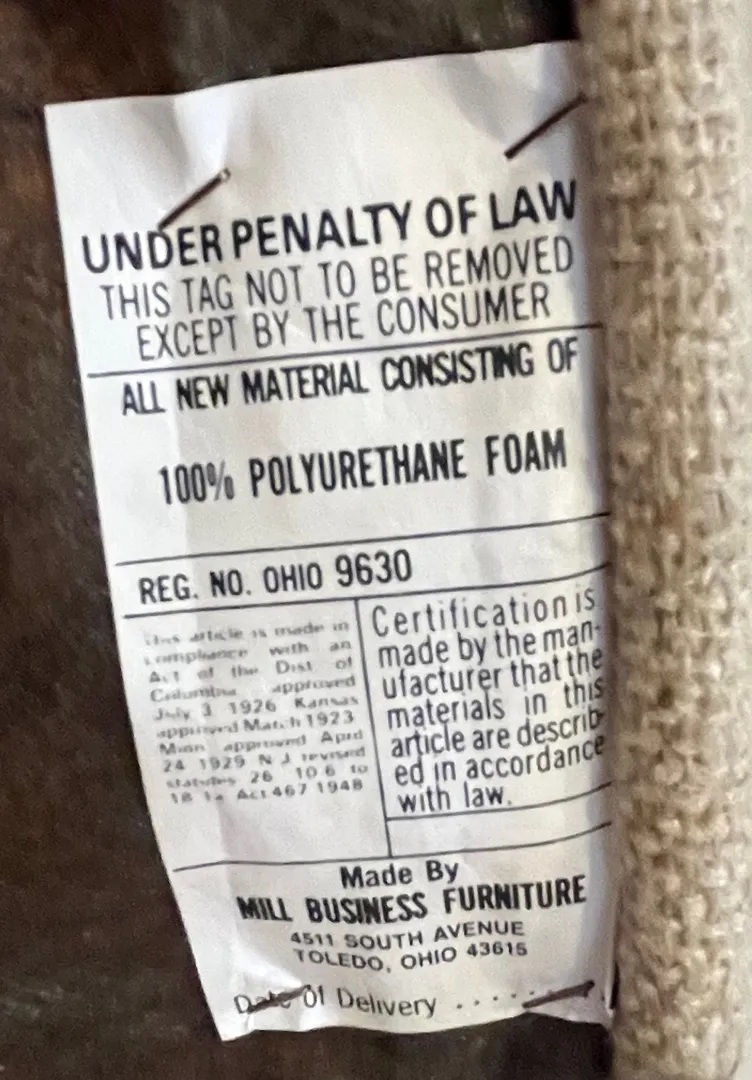 UNDER PENALTY OF LAW
THIS TAG NOT TO BE REMOVED
EXCEPT BY THE CONSUMER
ALL NEW MATERIAL CONSISTING OF
100% POLYURETHANE FOAM
REG. NO. OHIO 9630
This article is made in
compliance with an
Act of the Dist of
Columbia approved
July 3 1926 Kansas
approved March 1923
Minn approved April
24 1929 N J revised
statutes 26 10 6 to
18
Act 467 1948
Certification is
made by the man-
ufacturer that the
materials in this
article are describ-
ed in accordance
with law.
Made By
MILL BUSINESS FURNITURE
4511 SOUTH AVENUE
TOLEDO, OHIO 43615
Date of Delivery . . . . . .